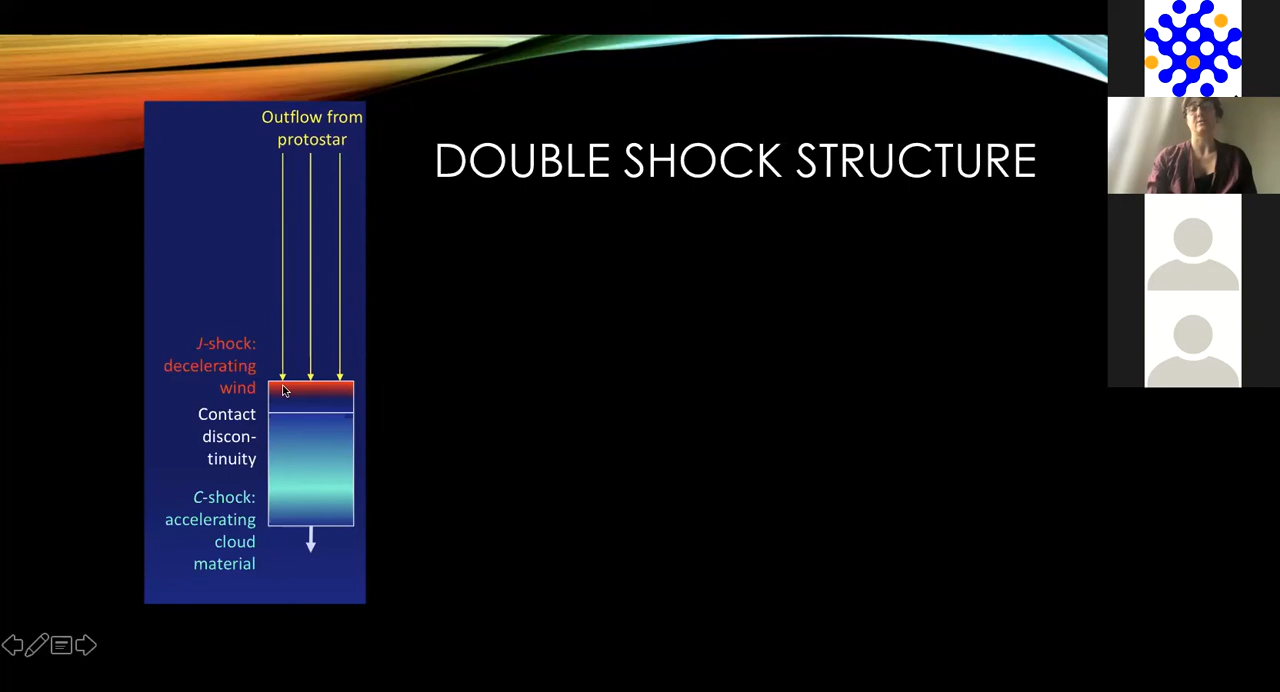 Outflow from
protostar
DOUBLE SHOCK STRUCTURE
J-shock:
decelerating
wind
Contact
discon-
tinuity
C-shock:
accelerating
cloud
material